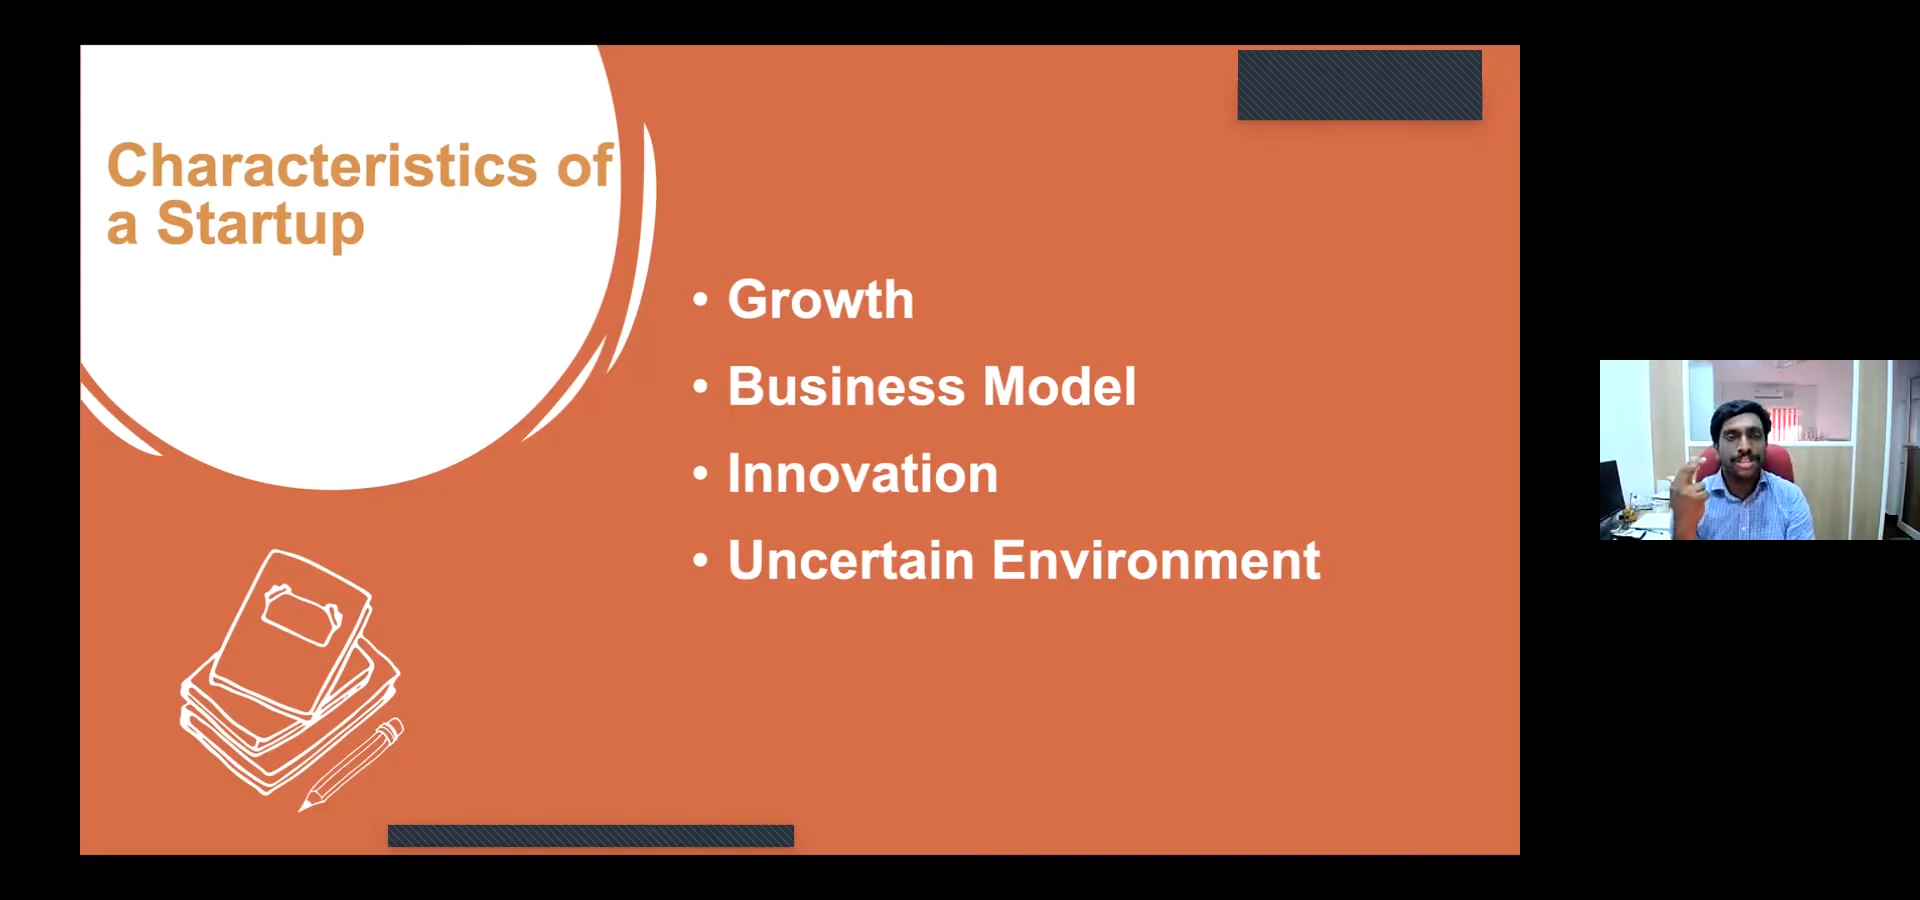 Characteristics of
a Startup
• Growth
• Business Model
• Innovation
• Uncertain Environment